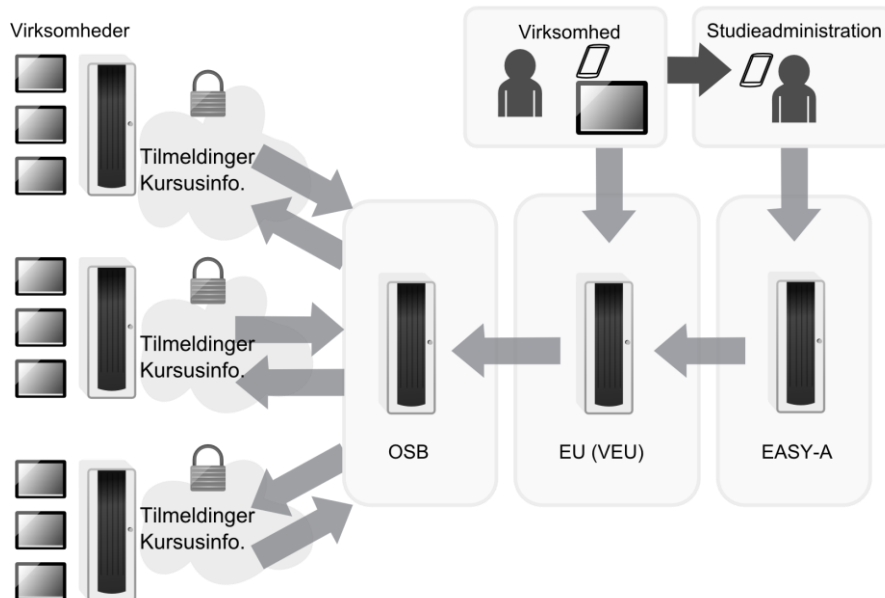 Virksomheder
Virksomhed
Studieadministration
Tilmeldinger
Kursusinfo.
Tilmeldinger
Kursusinfo.
Tilmeldinger
Kursusinfo.
OSB
EU (VEU)
EASY-A